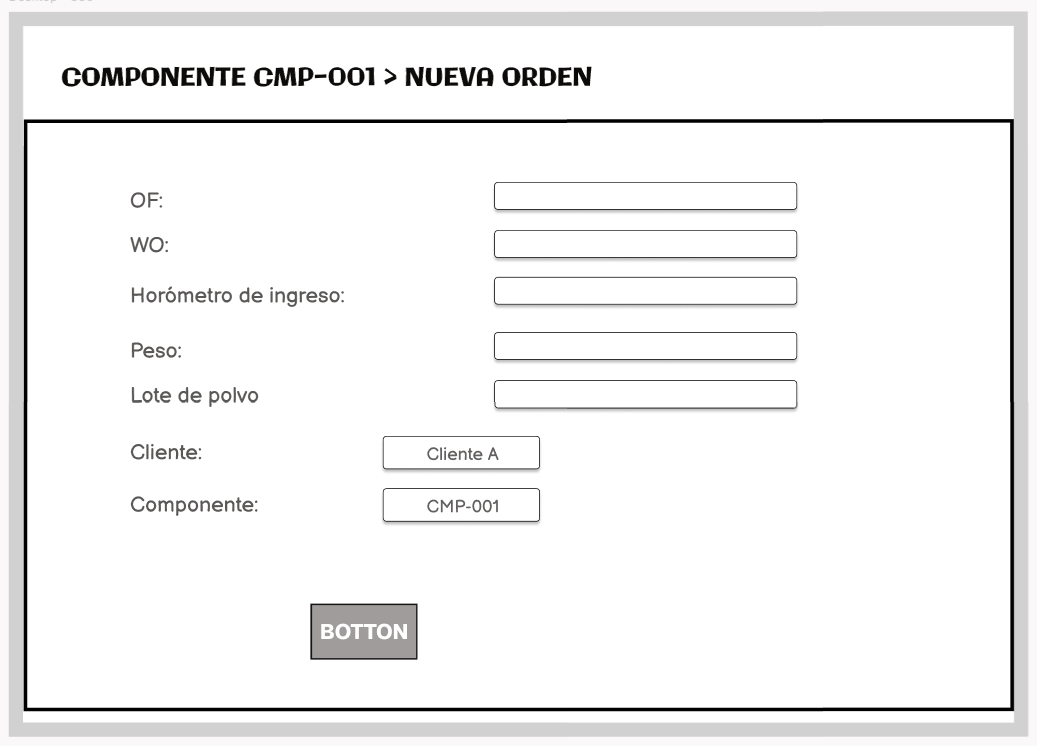 COMPONENTE CMP-001 > NUEVA ORDEN
OF:
WO:
Horómetro de ingreso:
Peso:
Lote de polvo
Cliente: Cliente A
Componente: CMP-001
BOTTON